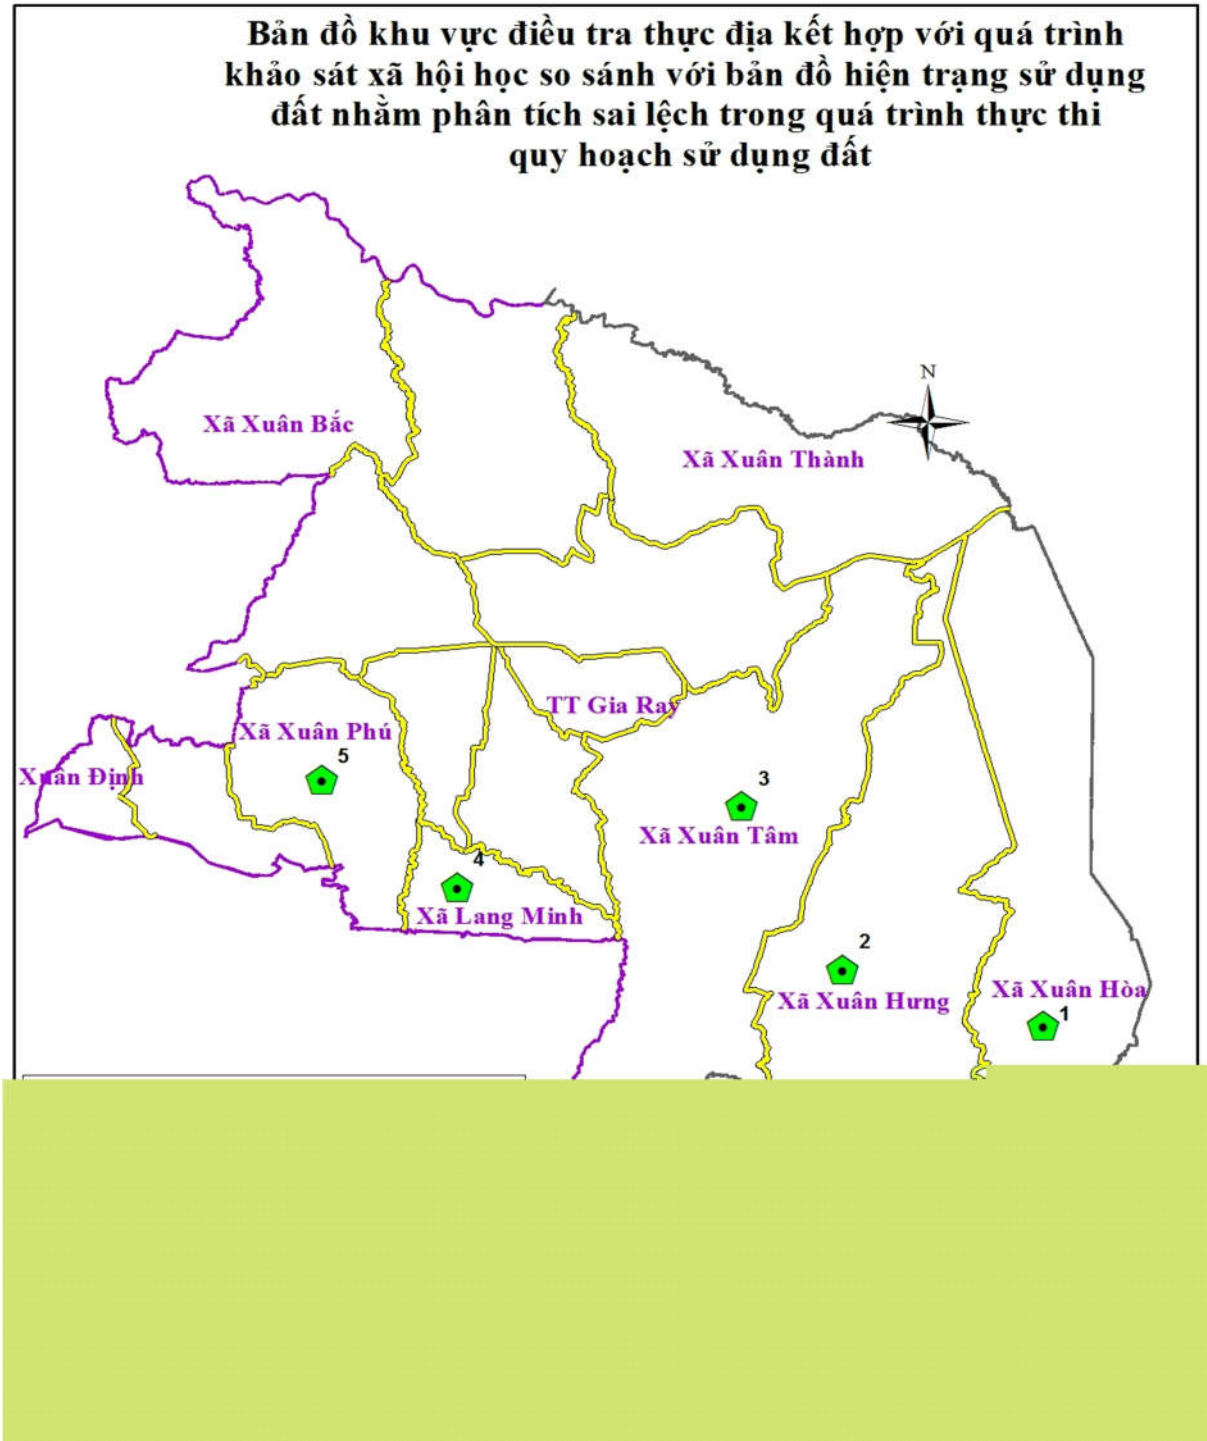 Bản đồ khu vực điều tra thực địa kết hợp với quá trình
khảo sát xã hội học so sánh với bản đồ hiện trạng sử dụng
đất nhằm phân tích sai lệch trong quá trình thực thi
quy hoạch sử dụng đất
N
Xã Xuân Bắc
Xã Xuân Thành
TT Gia Ray
Xã Xuân Phú
5
Xuân Định
3
Xã Xuân Tâm
4
Xã Lang Minh
2
Xã Xuân Hưng
Xã Xuân Hòa
1